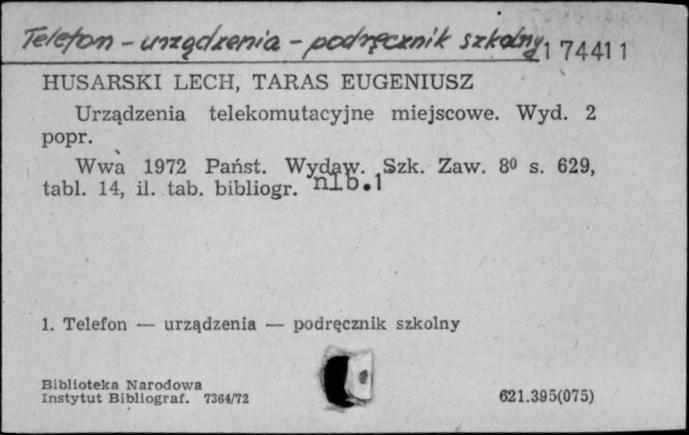 Telefon – urządzenia – podręcznik szkolny
174411
HUSARSKI LECH, TARAS EUGENIUSZ
Urządzenia telekomutacyjne miejscowe. Wyd. 2
popr.
Wwa 1972 Państ. Wydaw. Szk. Zaw. 8⁰ s. 629,
nlb.1
tabl. 14, il. tab. bibliogr.
1. Telefon — urządzenia — podręcznik szkolny
Biblioteka Narodowa
Instytut Bibliograf. 7364/72
621.395(075)